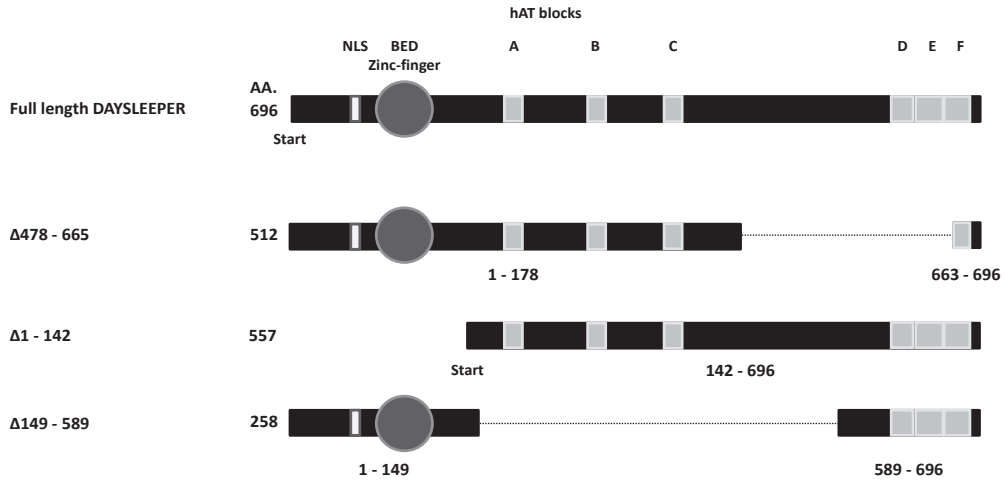 hAT blocks
NLS BED A B C D E F
Zinc-finger
AA.
Full length DAYSLEEPER 696
Start
Δ478 - 665 512
1 - 178 663 - 696
Δ1 - 142 557
Start 142 - 696
Δ149 - 589 258
1 - 149 589 - 696